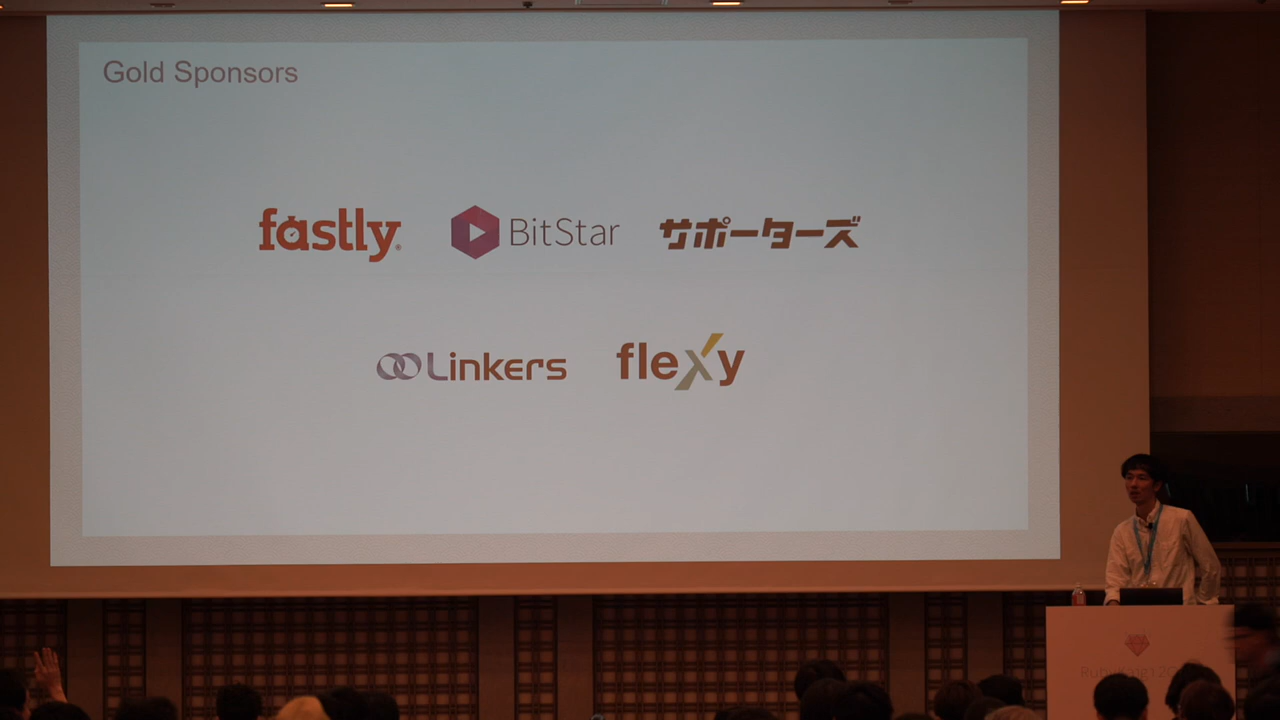 Gold Sponsors
fastly®
BitStar
サポーターズ
Linkers
flexy